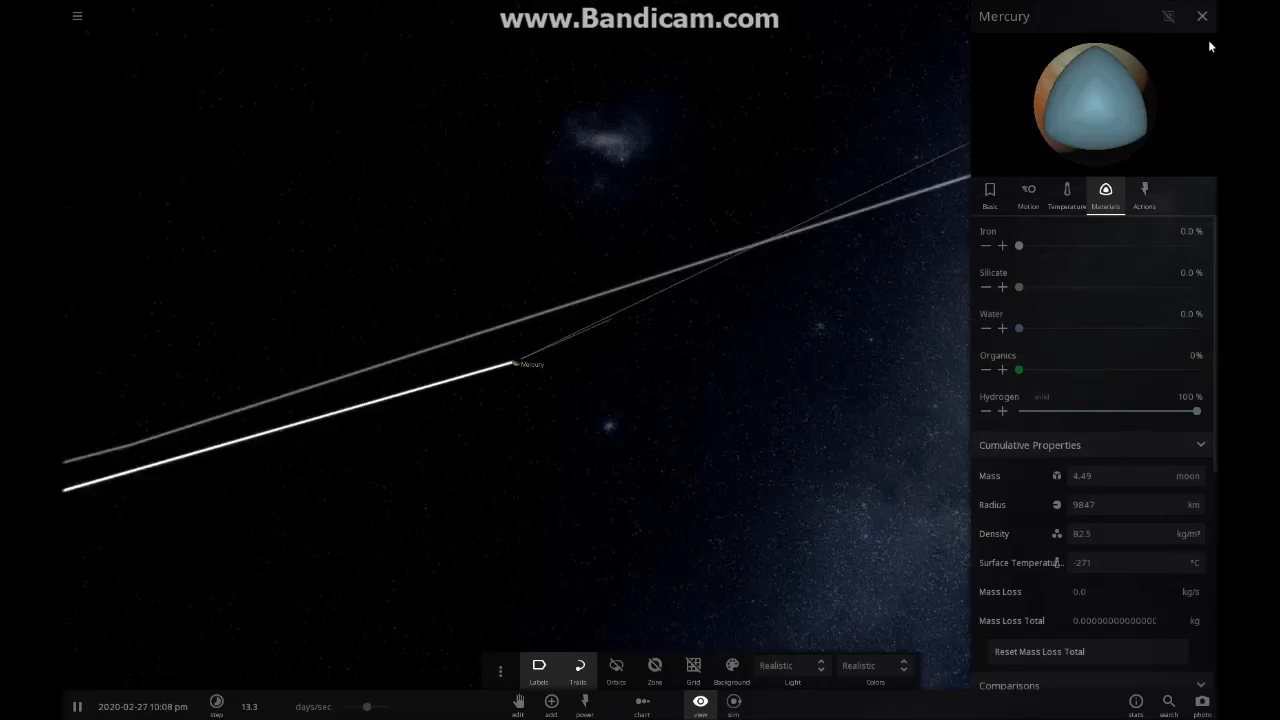 www.Bandicam.com
Mercury
Basic
Motion
Temperature
Materials
Actions
Iron
0.0 %
Silicate
0.0 %
Water
0.0 %
Organics
0%
Hydrogen
solid
100 %
Cumulative Properties
Mass
4.49
moon
Radius
9847
km
Density
82.5
kg/m³
Surface Temperatu...
-271
°C
Mass Loss
0.0
kg/s
Mass Loss Total
0.00000000000000
kg
Reset Mass Loss Total
Comparisons
Mercury
Labels
Trails
Orbits
Zone
Grid
Background
Realistic
Light
Realistic
Colors
step
2020-02-27 10:08 pm
13.3
days/sec
edit
add
power
chart
view
sim
stats
search
photo